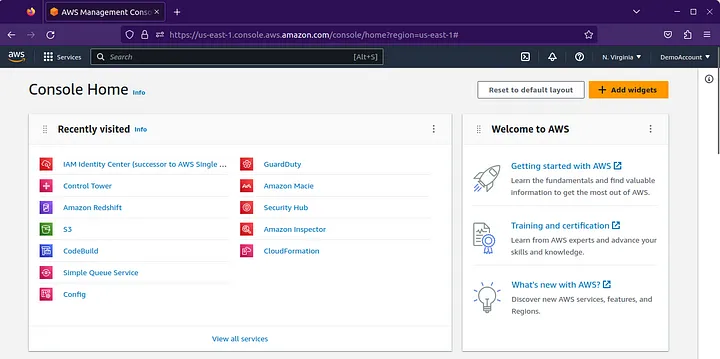 AWS Management Conso
https://us-east-1.console.aws.amazon.com/console/home?region=us-east-1#
aws
Services
Search
[Alt+S]
N. Virginia
DemoAccount
Console Home
Info
Reset to default layout
Add widgets
Recently visited
Info
IAM Identity Center (successor to AWS Single ...
Control Tower
Amazon Redshift
S3
CodeBuild
Simple Queue Service
Config
GuardDuty
Amazon Macie
Security Hub
Amazon Inspector
CloudFormation
View all services
Welcome to AWS
Getting started with AWS
Learn the fundamentals and find valuable
information to get the most out of AWS.
Training and certification
Learn from AWS experts and advance your
skills and knowledge.
What's new with AWS?
Discover new AWS services, features, and
Regions.